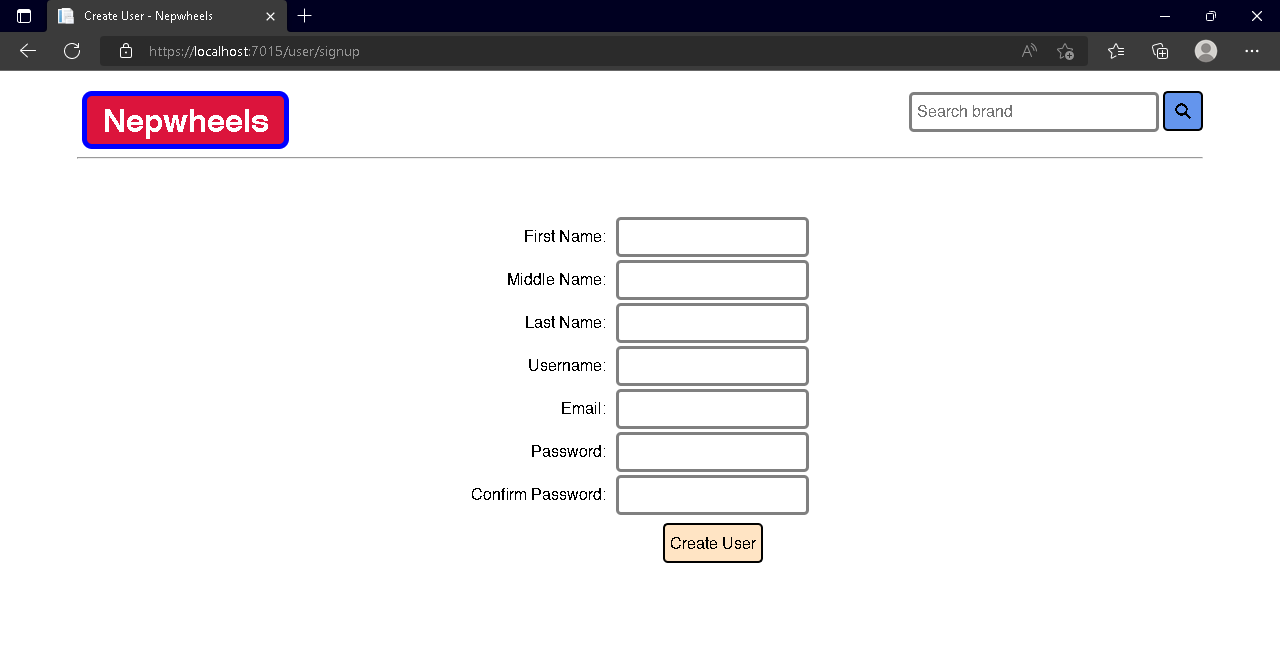 Create User - Nepwheels
https://localhost:7015/user/signup
Nepwheels
Search brand
First Name:
Middle Name:
Last Name:
Username:
Email:
Password:
Confirm Password:
Create User